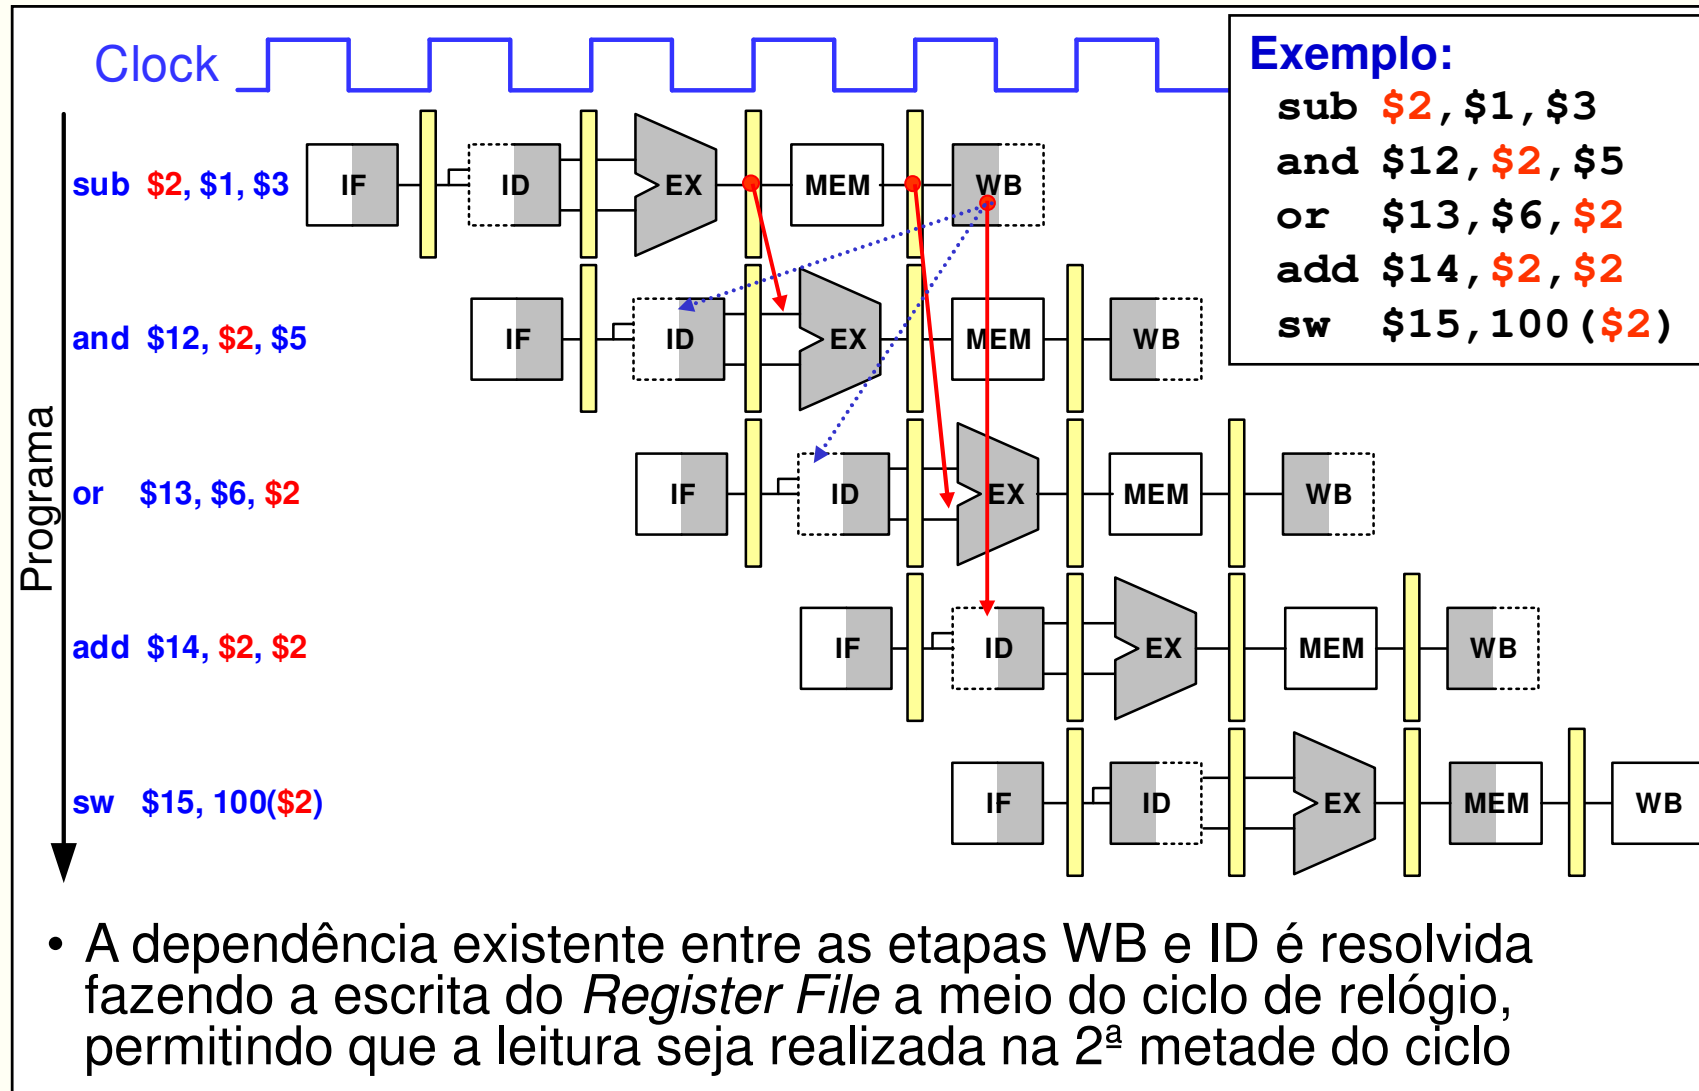 Clock
Exemplo:
sub $2,$1,$3
and $12,$2,$5
or $13,$6,$2
add $14,$2,$2
sw $15,100($2)
Programa
sub $2, $1, $3
IF ID EX MEM WB
and $12, $2, $5
IF ID EX MEM WB
or $13, $6, $2
IF ID EX MEM WB
add $14, $2, $2
IF ID EX MEM WB
sw $15, 100($2)
IF ID EX MEM WB
• A dependência existente entre as etapas WB e ID é resolvida
fazendo a escrita do Register File a meio do ciclo de relógio,
permitindo que a leitura seja realizada na 2ª metade do ciclo